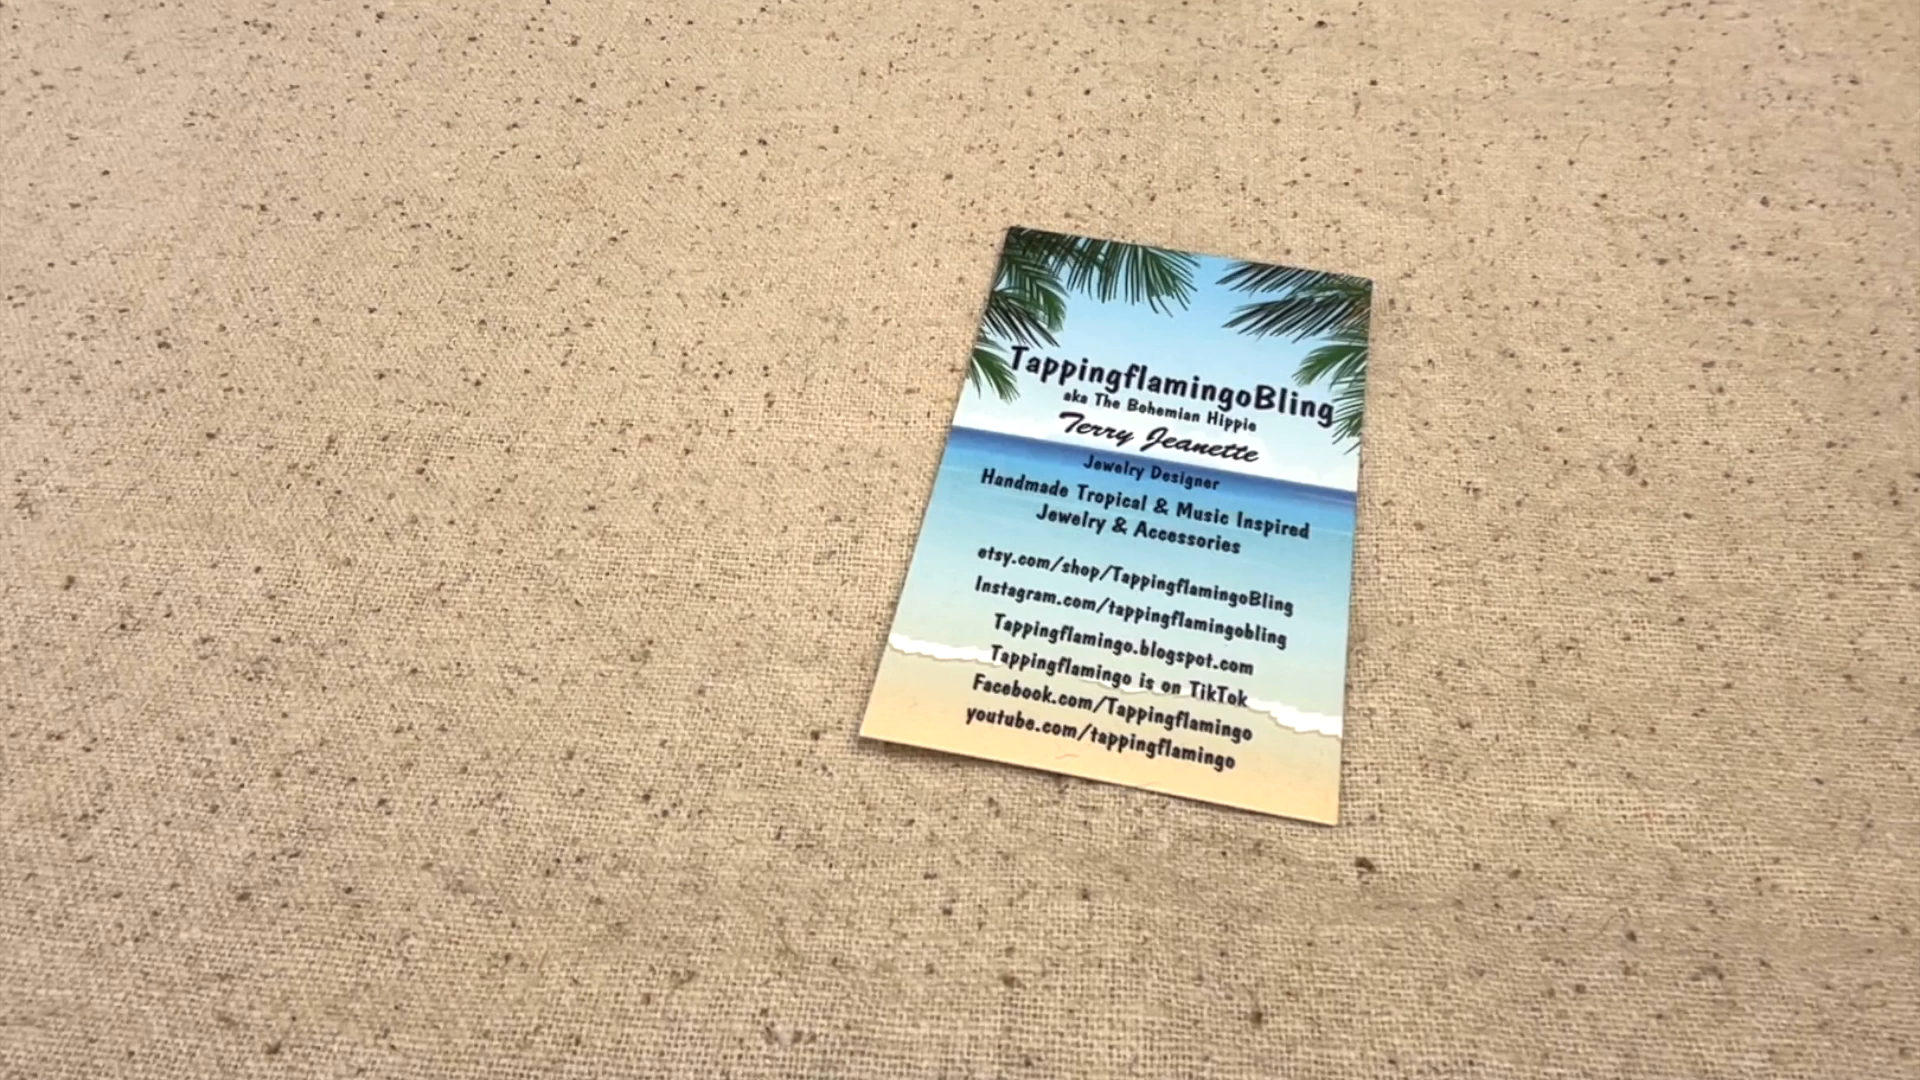 TappingflamingoBling
aka The Bohemian Hippie
Terry Jeanette
Jewelry Designer
Handmade Tropical & Music Inspired
Jewelry & Accessories
etsy.com/shop/TappingflamingoBling
Instagram.com/tappingflamingobling
Tappingflamingo.blogspot.com
Tappingflamingo is on TikTok
Facebook.com/Tappingflamingo
youtube.com/tappingflamingo